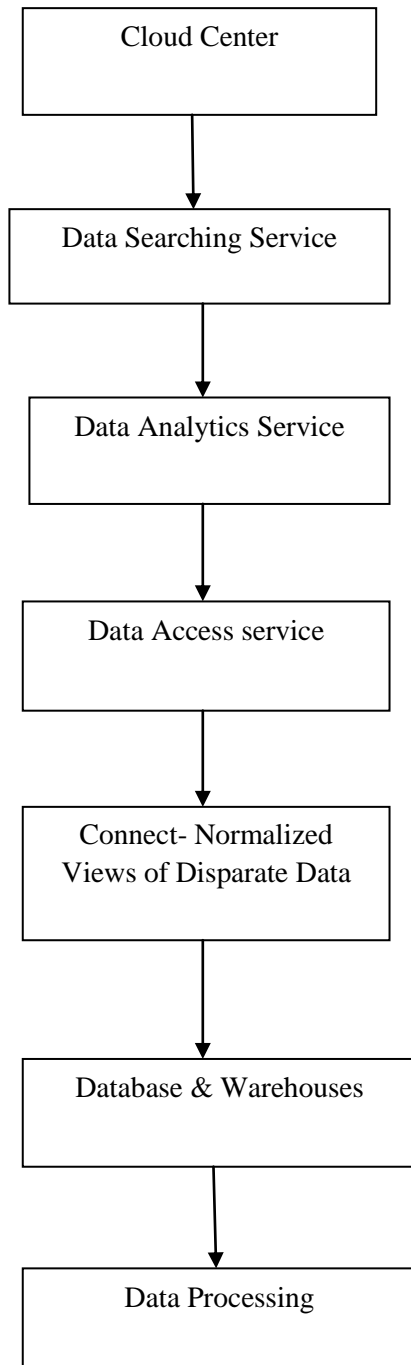 Cloud Center
Data Searching Service
Data Analytics Service
Data Access service
Connect- Normalized
Views of Disparate Data
Database & Warehouses
Data Processing